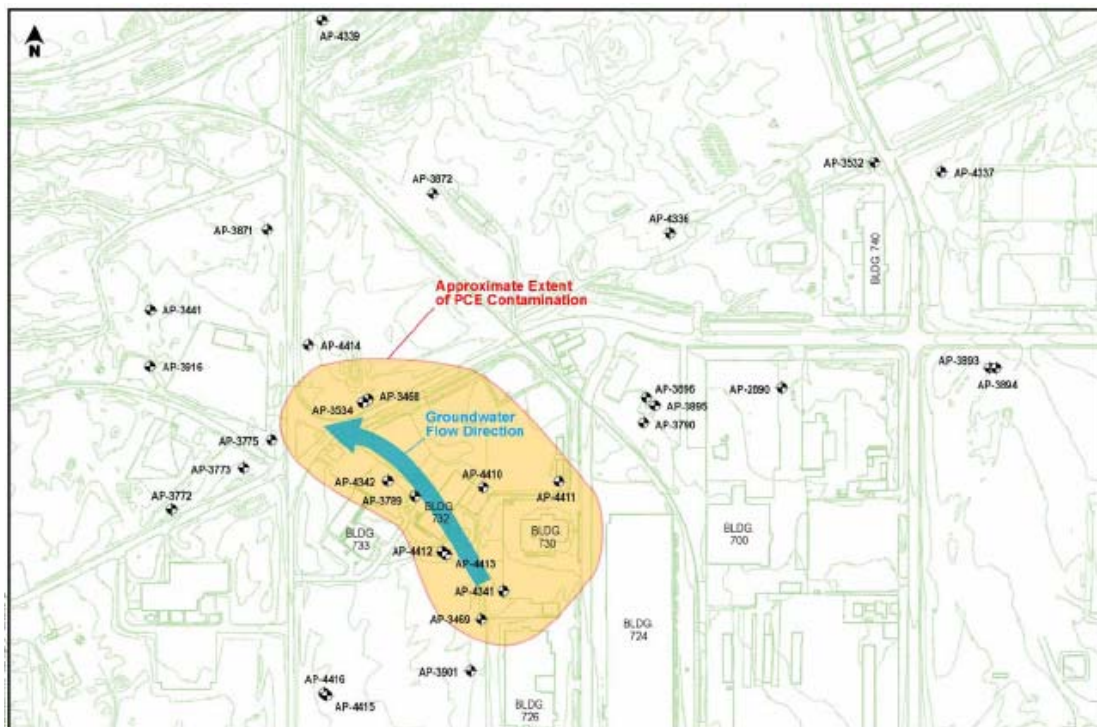 N
AP-4339
AP-3872
AP-3532
AP-4337
AP-3871
AP-4336
BLDG. 740
Approximate Extent
of PCE Contamination
AP-3441
AP-4414
AP-3916
AP-3893
AP-3894
AP-3896
AP-2890
AP-3468
AP-3895
AP-3534
AP-3790
Groundwater
Flow Direction
AP-3775
AP-3773
AP-4410
AP-4342
AP-4411
AP-3789
AP-3772
BLDG.
732
BLDG.
733
BLDG.
730
BLDG.
700
AP-4412
AP-4413
AP-4341
AP-3469
BLDG.
724
AP-3901
AP-4416
AP-4415
BLDG.
726